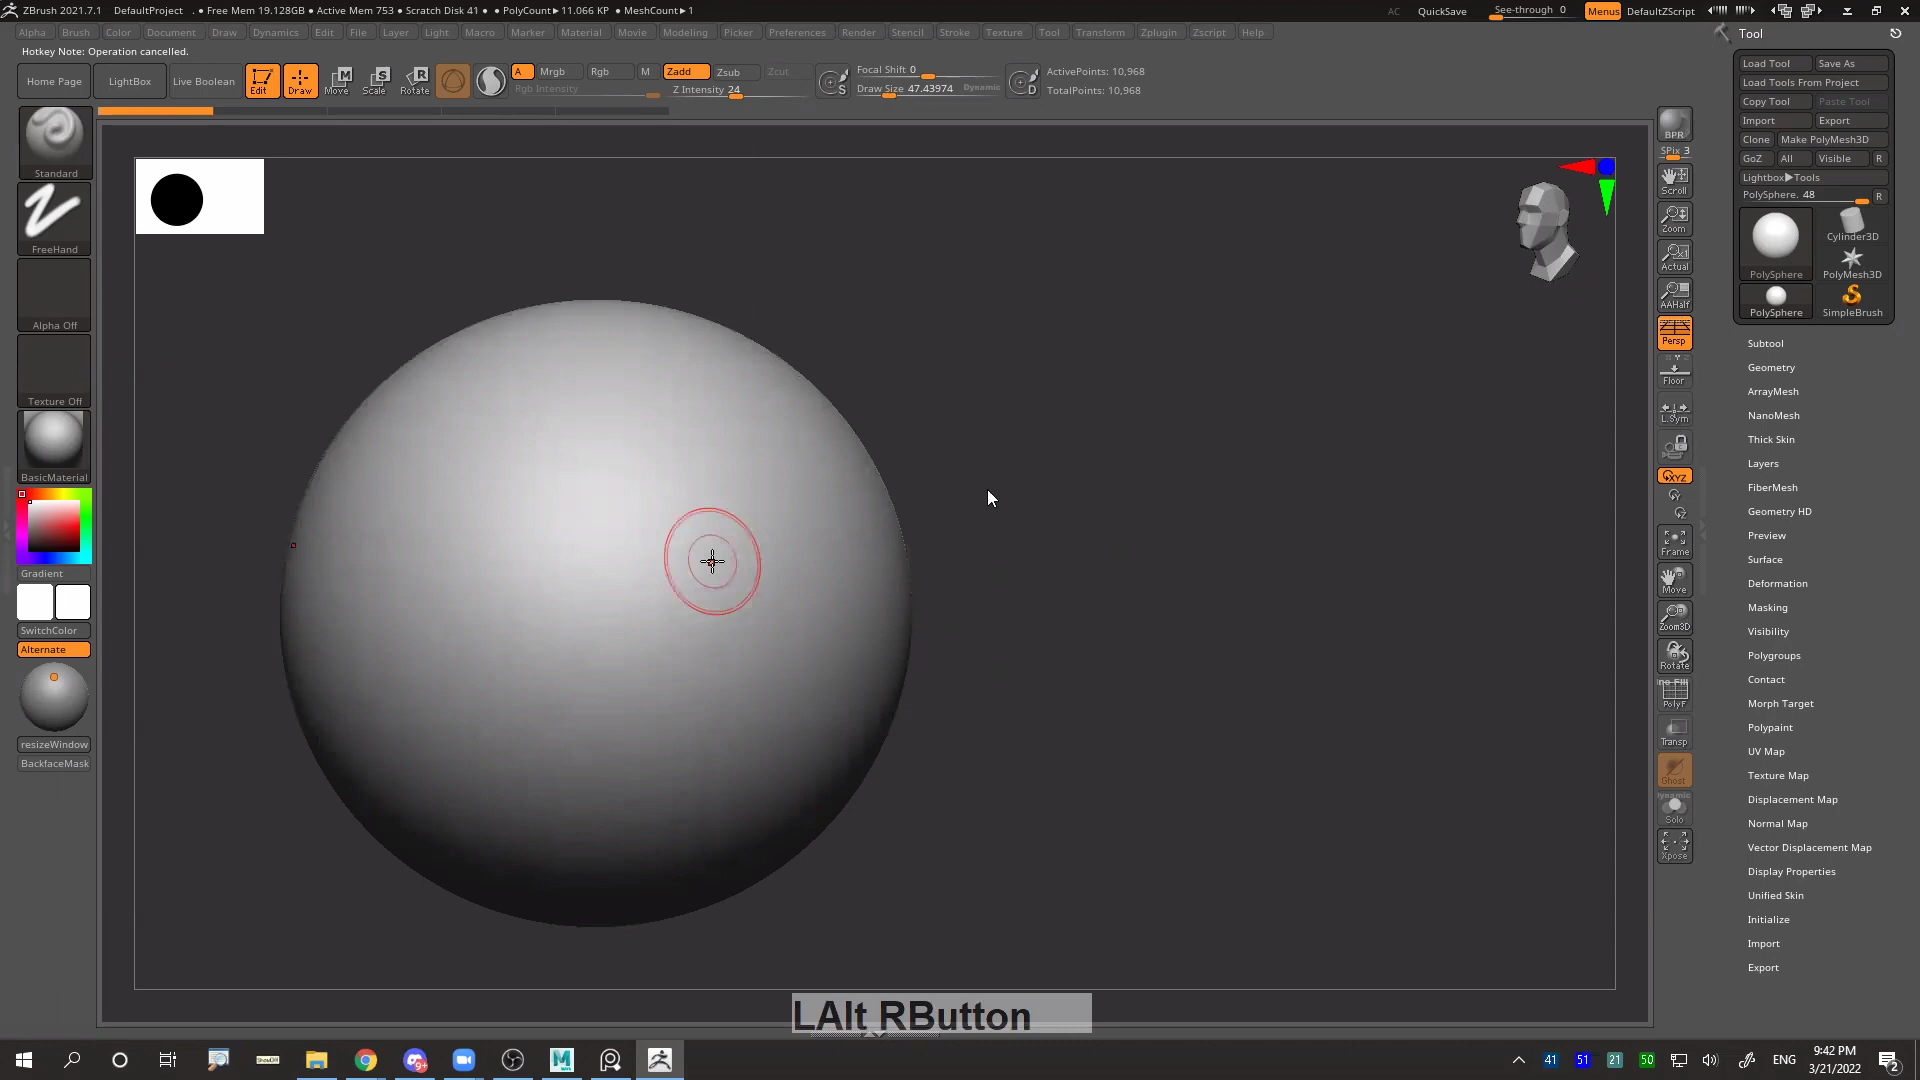 ZBrush 2021.7.1 DefaultProject . • Free Mem 19.128GB • Active Mem 753 • Scratch Disk 41 • • PolyCount▸11.066 KP • MeshCount▸1 AC QuickSave See-through 0 Menus DefaultZScript
Alpha Brush Color Document Draw Dynamics Edit File Layer Light Macro Marker Material Movie Modeling Picker Preferences Render Stencil Stroke Texture Tool Transform Zplugin Zscript Help
Hotkey Note: Operation cancelled.
Home Page LightBox Live Boolean Edit Draw Move Scale Rotate A Mrgb Rgb M Zadd Zsub Zcut
Rgb Intensity Z Intensity 24
S Focal Shift 0
Draw Size 47.43974 Dynamic D
ActivePoints: 10,968
TotalPoints: 10,968
Standard
FreeHand
Alpha Off
Texture Off
BasicMaterial
Gradient
SwitchColor
Alternate
resizeWindow
BackfaceMask
BPR
SPix 3
Scroll
Zoom
Actual
AAHalf
Persp
Floor
L.Sym
XYZ
Y
Z
Frame
Move
Zoom3D
Rotate
PolyF
Transp
Ghost
Dynamic
Solo
Xpose
Tool
Load Tool Save As
Load Tools From Project
Copy Tool Paste Tool
Import Export
Clone Make PolyMesh3D
GoZ All Visible R
Lightbox▸Tools
PolySphere. 48 R
PolySphere Cylinder3D
PolyMesh3D
PolySphere SimpleBrush
Subtool
Geometry
ArrayMesh
NanoMesh
Thick Skin
Layers
FiberMesh
Geometry HD
Preview
Surface
Deformation
Masking
Visibility
Polygroups
Contact
Morph Target
Polypaint
UV Map
Texture Map
Displacement Map
Normal Map
Vector Displacement Map
Display Properties
Unified Skin
Initialize
Import
Export
LAlt RButton
41 51 21 50 ENG 9:42 PM
3/21/2022 2